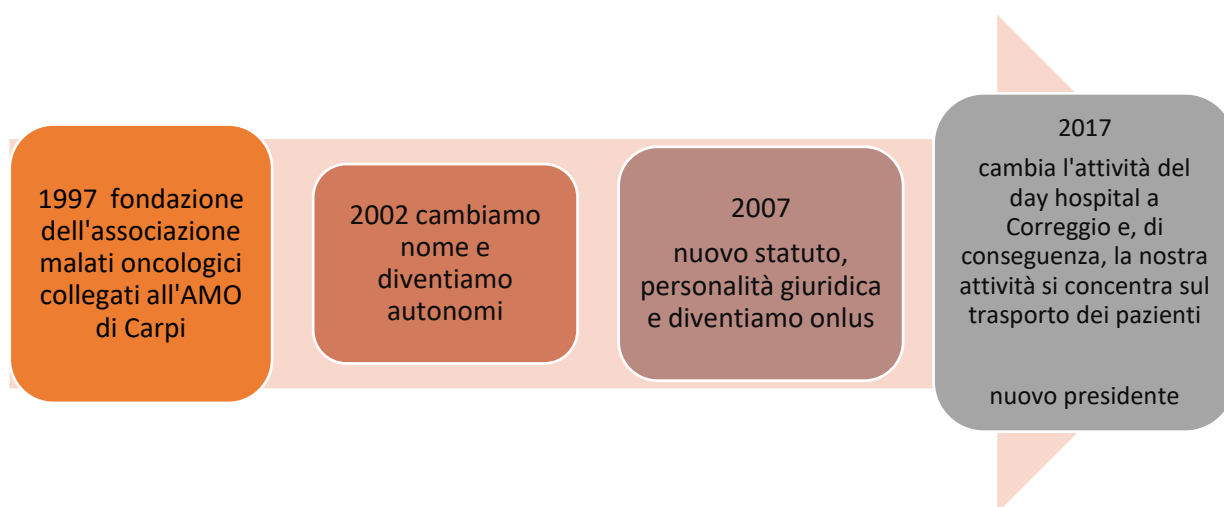 1997 fondazione
dell'associazione
malati oncologici
collegati all'AMO
di Carpi
2002 cambiamo
nome e
diventiamo
autonomi
2007
nuovo statuto,
personalità giuridica
e diventiamo onlus
2017
cambia l'attività del
day hospital a
Correggio e, di
conseguenza, la nostra
attività si concentra sul
trasporto dei pazienti
nuovo presidente